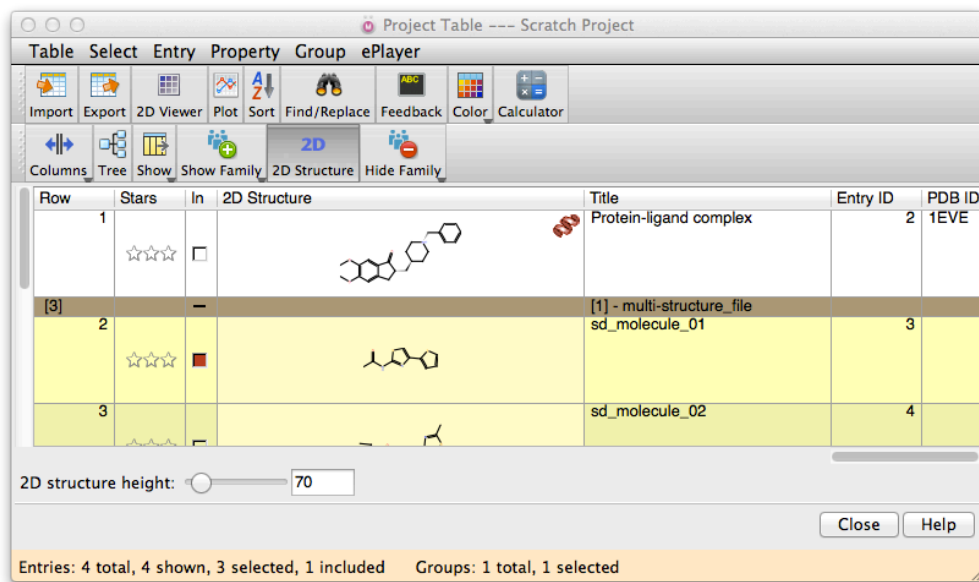 Project Table --- Scratch Project
Table Select Entry Property Group ePlayer
Import Export 2D Viewer Plot A Z Sort Find/Replace ABC Feedback Color Calculator
Columns Tree Show Show Family 2D 2D Structure Hide Family
Row Stars In 2D Structure Title Entry ID PDB ID
1 Protein-ligand complex 2 1EVE
[3] [1] - multi-structure_file
2 sd_molecule_01 3
3 sd_molecule_02 4
2D structure height: 70
Close Help
Entries: 4 total, 4 shown, 3 selected, 1 included Groups: 1 total, 1 selected